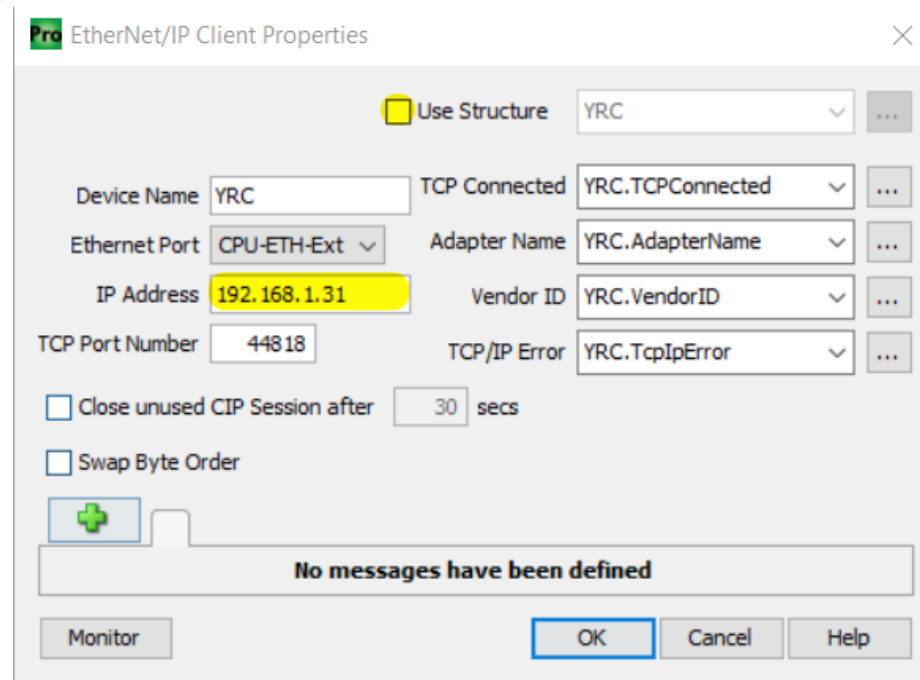 Pro EtherNet/IP Client Properties
Use Structure YRC ...
Device Name YRC TCP Connected YRC.TCPConnected ...
Ethernet Port CPU-ETH-Ext Adapter Name YRC.AdapterName ...
IP Address 192.168.1.31 Vendor ID YRC.VendorID ...
TCP Port Number 44818 TCP/IP Error YRC.TcpIpError ...
Close unused CIP Session after 30 secs
Swap Byte Order
No messages have been defined
Monitor OK Cancel Help